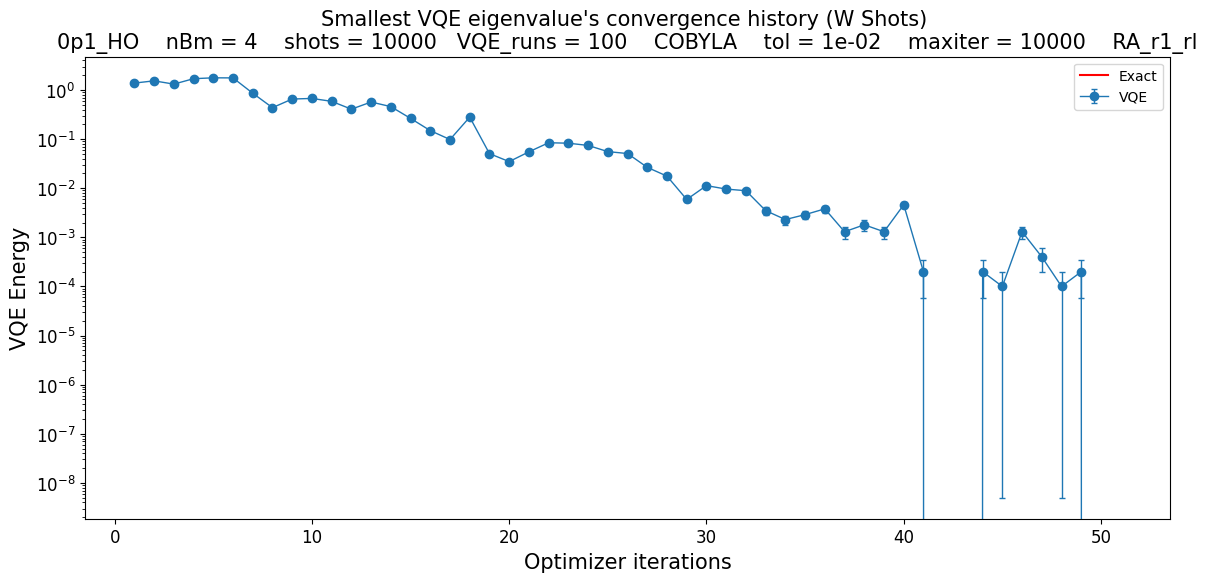 Smallest VQE eigenvalue's convergence history (W Shots)
0p1_HO    nBm = 4    shots = 10000   VQE_runs = 100    COBYLA    tol = 1e-02    maxiter = 10000    RA_r1_rl
Exact
VQE
10⁰
10⁻¹
10⁻²
10⁻³
10⁻⁴
10⁻⁵
10⁻⁶
10⁻⁷
10⁻⁸
VQE Energy
0 10 20 30 40 50
Optimizer iterations